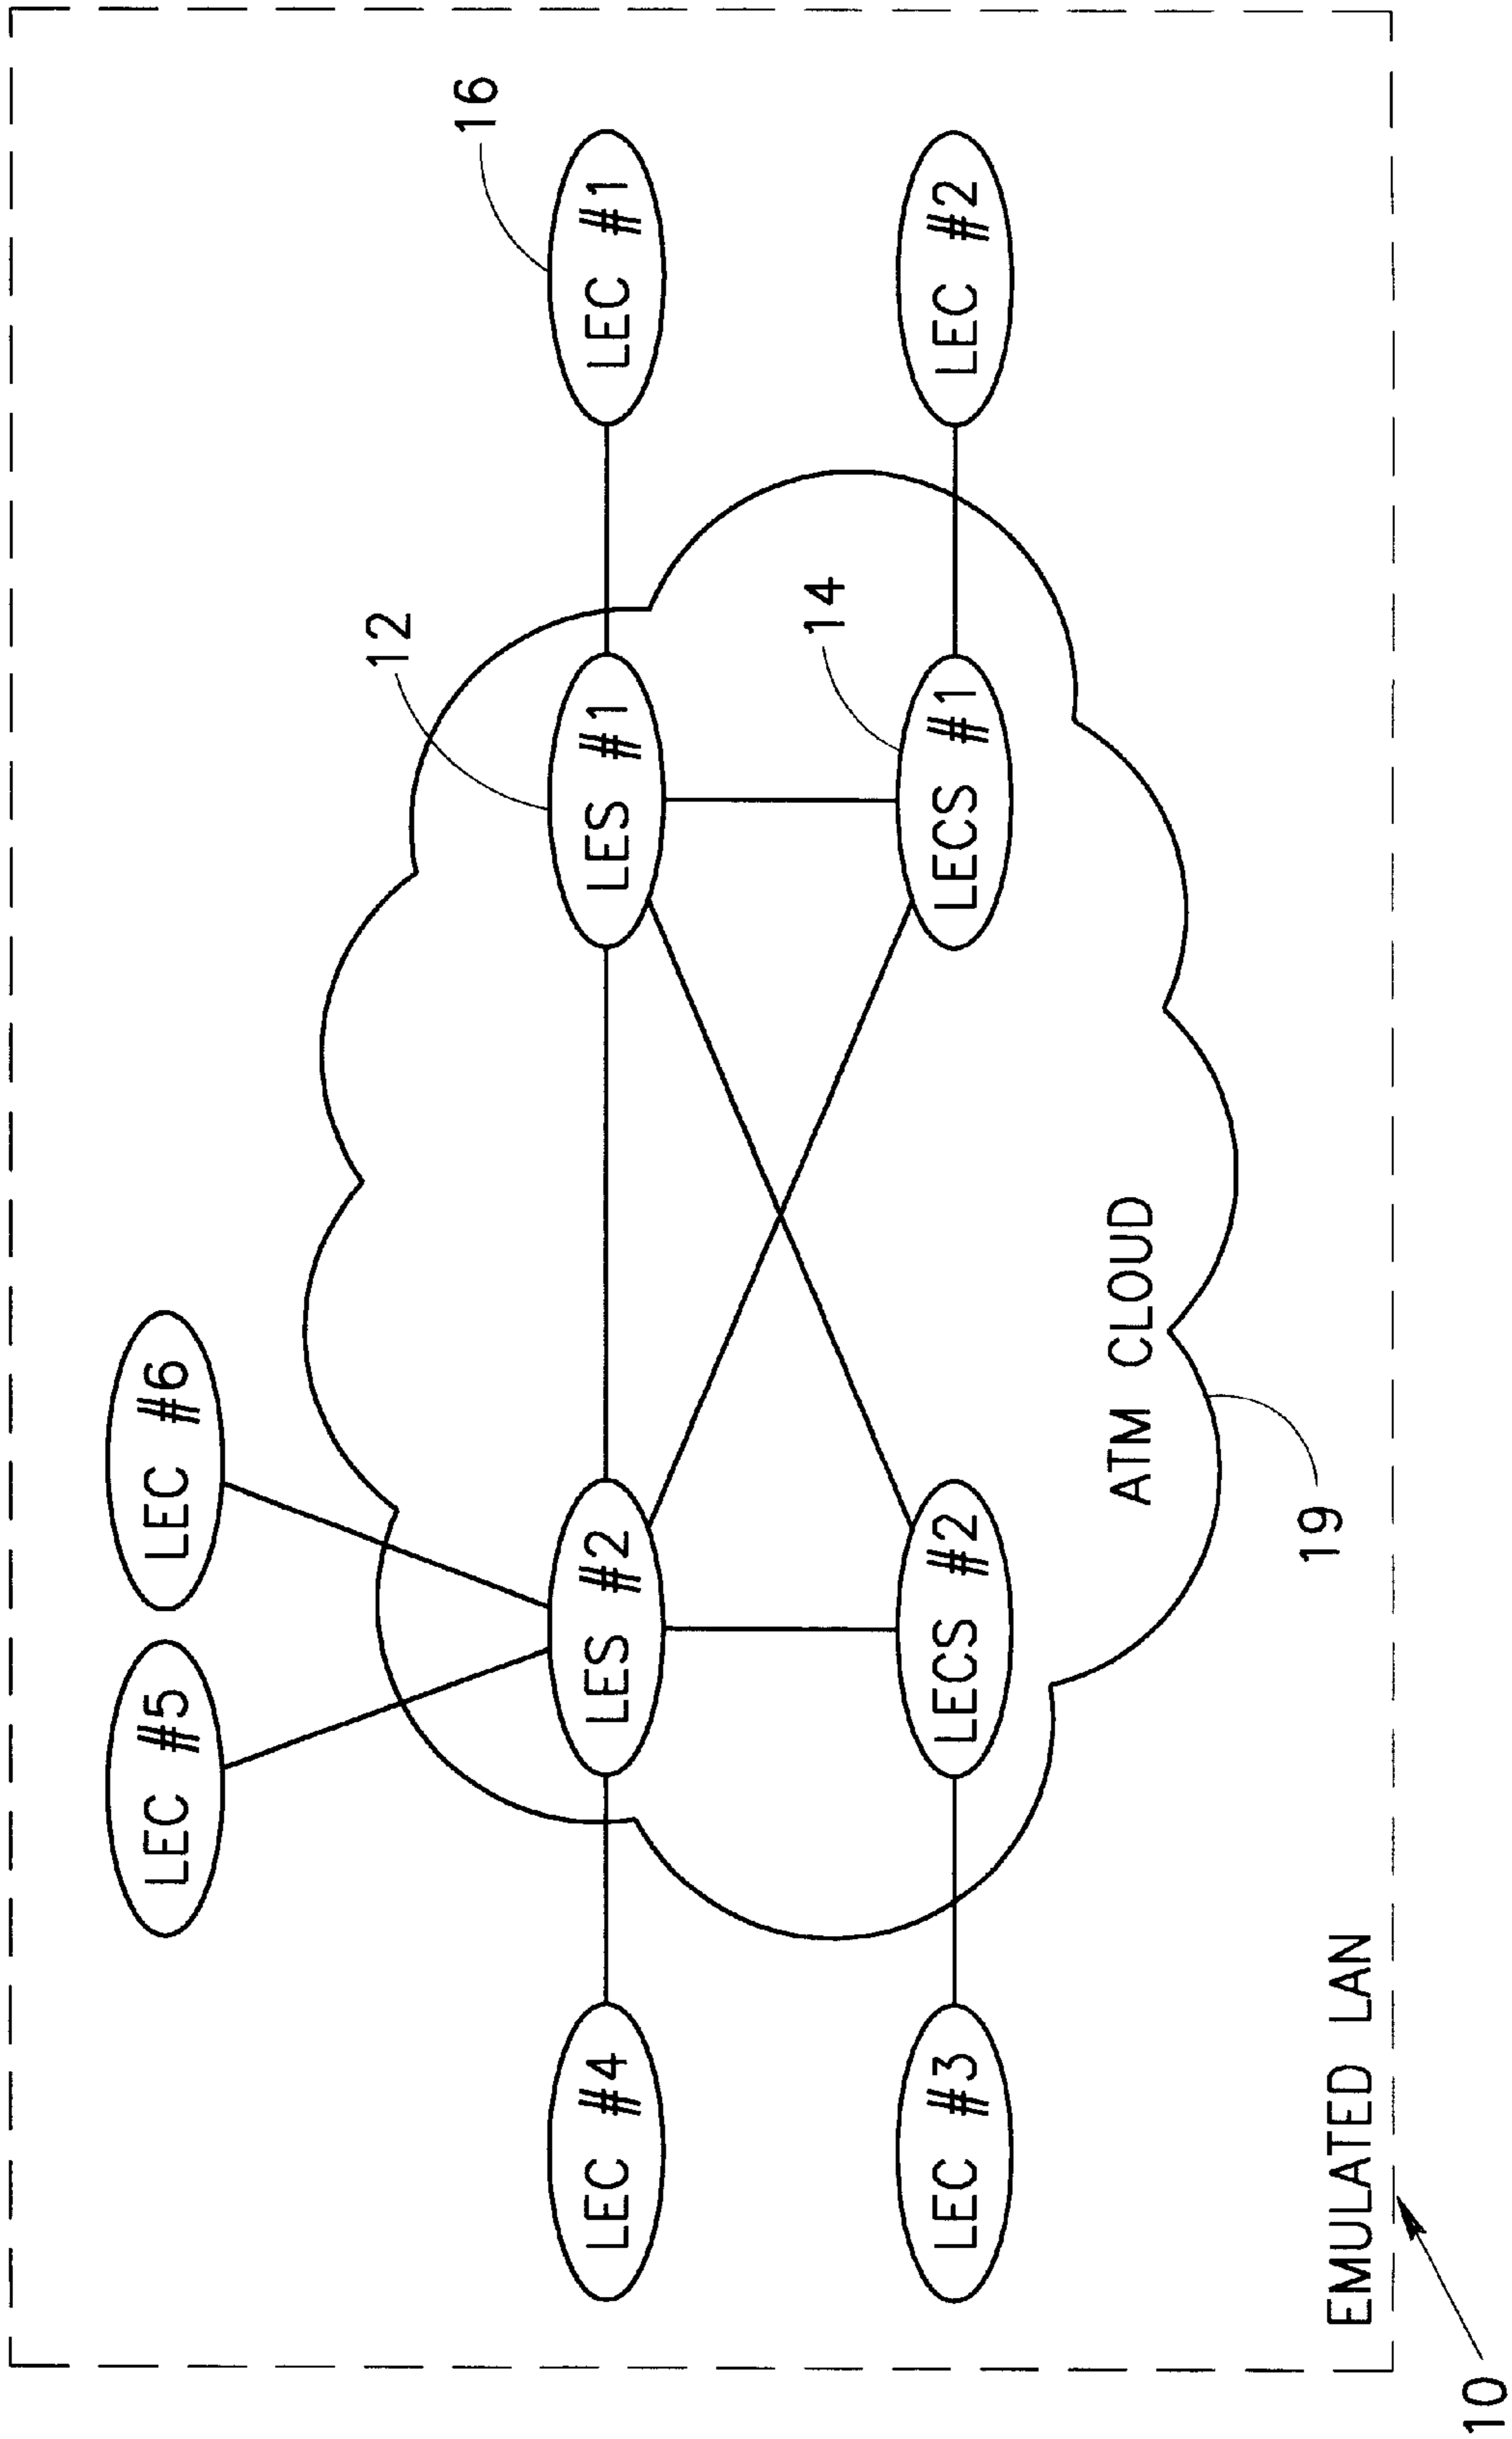 LEC #5
LEC #6
12
16
LEC #4
LES #2
LES #1
LEC #1
14
LEC #3
LECS #2
LECS #1
LEC #2
ATM CLOUD
19
EMULATED LAN
10